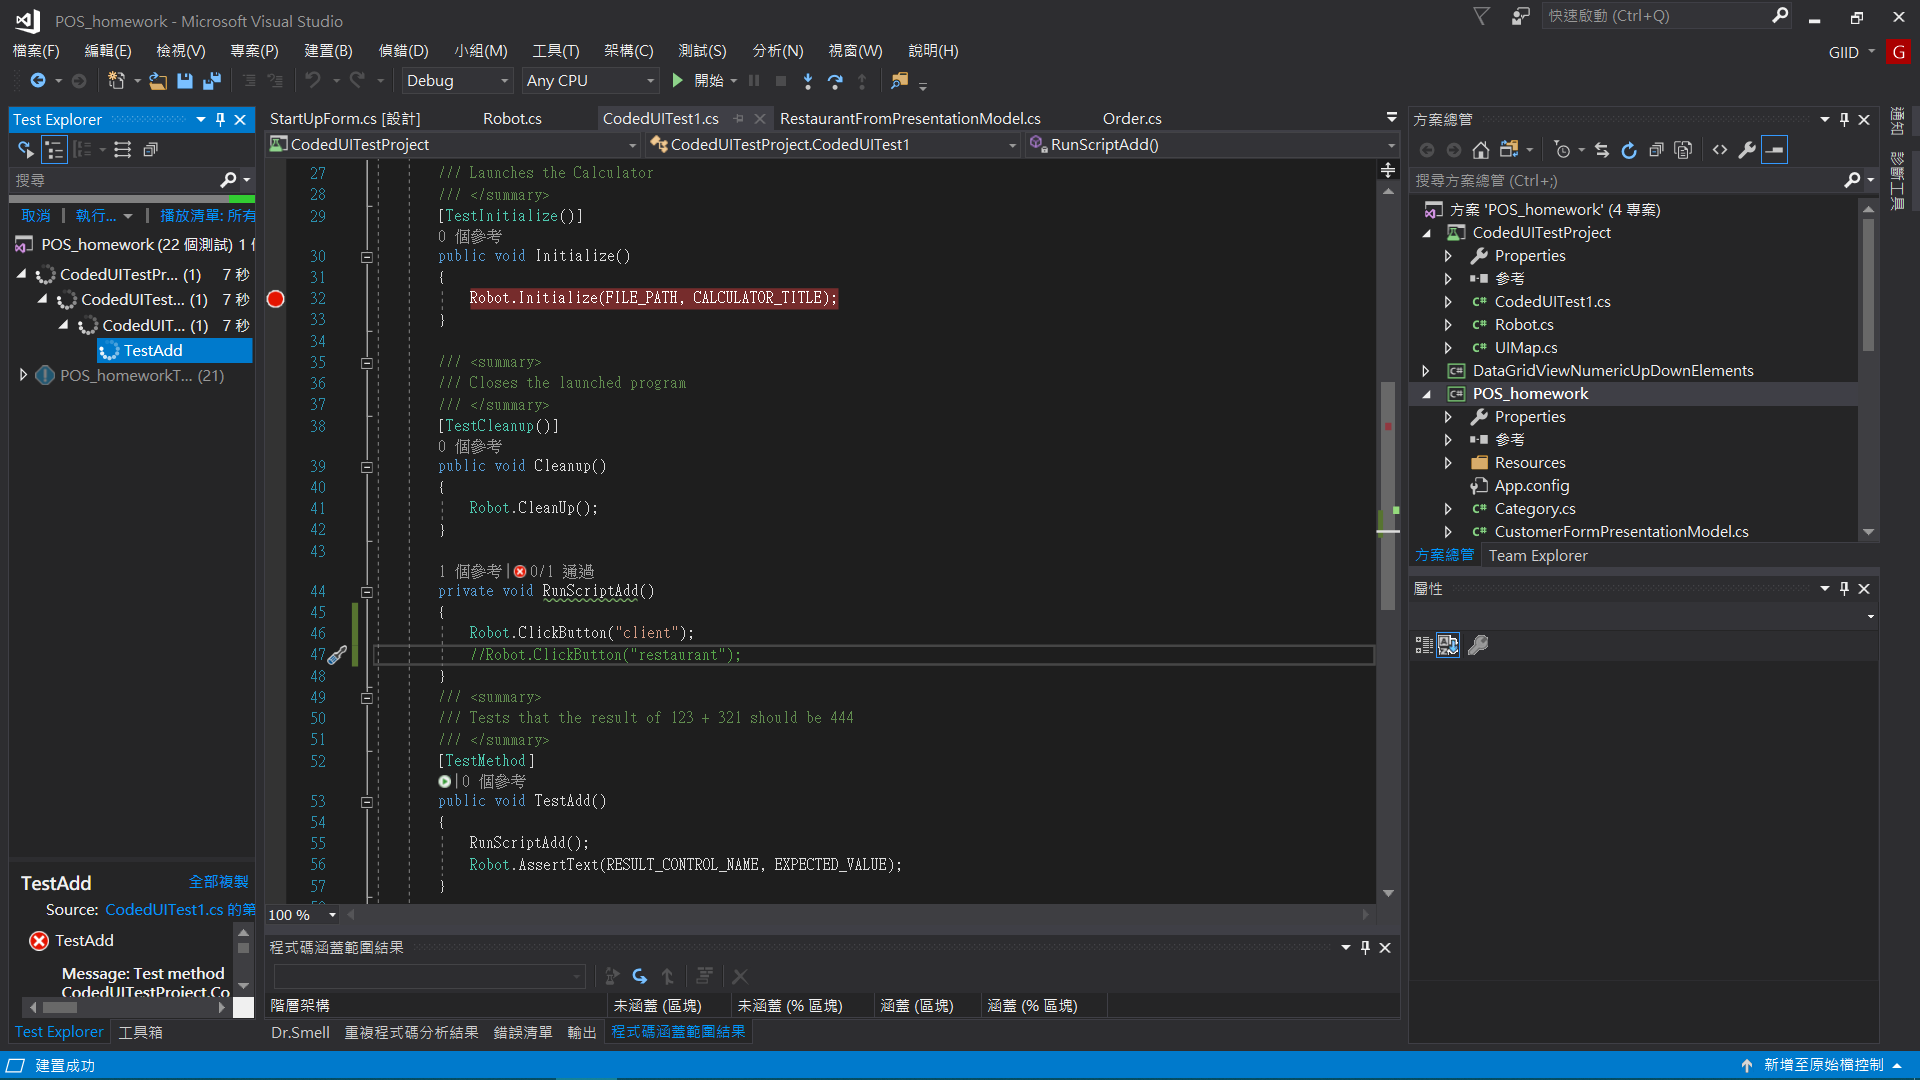 POS_homework - Microsoft Visual Studio
快速啟動 (Ctrl+Q)
檔案(F) 編輯(E) 檢視(V) 專案(P) 建置(B) 偵錯(D) 小組(M) 工具(T) 架構(C) 測試(S) 分析(N) 視窗(W) 說明(H)
GIID G
Debug Any CPU 開始
Test Explorer
搜尋
取消 執行... 播放清單: 所有
POS_homework (22 個測試) 1
CodedUITestPr... (1) 7 秒
CodedUITest... (1) 7 秒
CodedUIT... (1) 7 秒
TestAdd
POS_homeworkT... (21)
TestAdd 全部複製
Source: CodedUITest1.cs 的第
TestAdd
Message: Test method
CodedUITestProject.Co
Test Explorer 工具箱
StartUpForm.cs [設計] Robot.cs CodedUITest1.cs RestaurantFromPresentationModel.cs Order.cs
CodedUITestProject CodedUITestProject.CodedUITest1 RunScriptAdd()
27 /// Launches the Calculator
28 /// </summary>
29 [TestInitialize()]
0 個參考
30 public void Initialize()
31 {
32 Robot.Initialize(FILE_PATH, CALCULATOR_TITLE);
33 }
34
35 /// <summary>
36 /// Closes the launched program
37 /// </summary>
38 [TestCleanup()]
0 個參考
39 public void Cleanup()
40 {
41 Robot.CleanUp();
42 }
43
1 個參考 | 0/1 通過
44 private void RunScriptAdd()
45 {
46 Robot.ClickButton("client");
47 //Robot.ClickButton("restaurant");
48 }
49 /// <summary>
50 /// Tests that the result of 123 + 321 should be 444
51 /// </summary>
52 [TestMethod]
| 0 個參考
53 public void TestAdd()
54 {
55 RunScriptAdd();
56 Robot.AssertText(RESULT_CONTROL_NAME, EXPECTED_VALUE);
57 }
100 %
程式碼涵蓋範圍結果
階層架構 未涵蓋 (區塊) 未涵蓋 (% 區塊) 涵蓋 (區塊) 涵蓋 (% 區塊)
Dr.Smell 重複程式碼分析結果 錯誤清單 輸出 程式碼涵蓋範圍結果
方案總管
搜尋方案總管 (Ctrl+;)
方案 'POS_homework' (4 專案)
CodedUITestProject
Properties
參考
CodedUITest1.cs
Robot.cs
UIMap.cs
DataGridViewNumericUpDownElements
POS_homework
Properties
參考
Resources
App.config
Category.cs
CustomerFormPresentationModel.cs
方案總管 Team Explorer
屬性
通知
診斷工具
建置成功
新增至原始檔控制